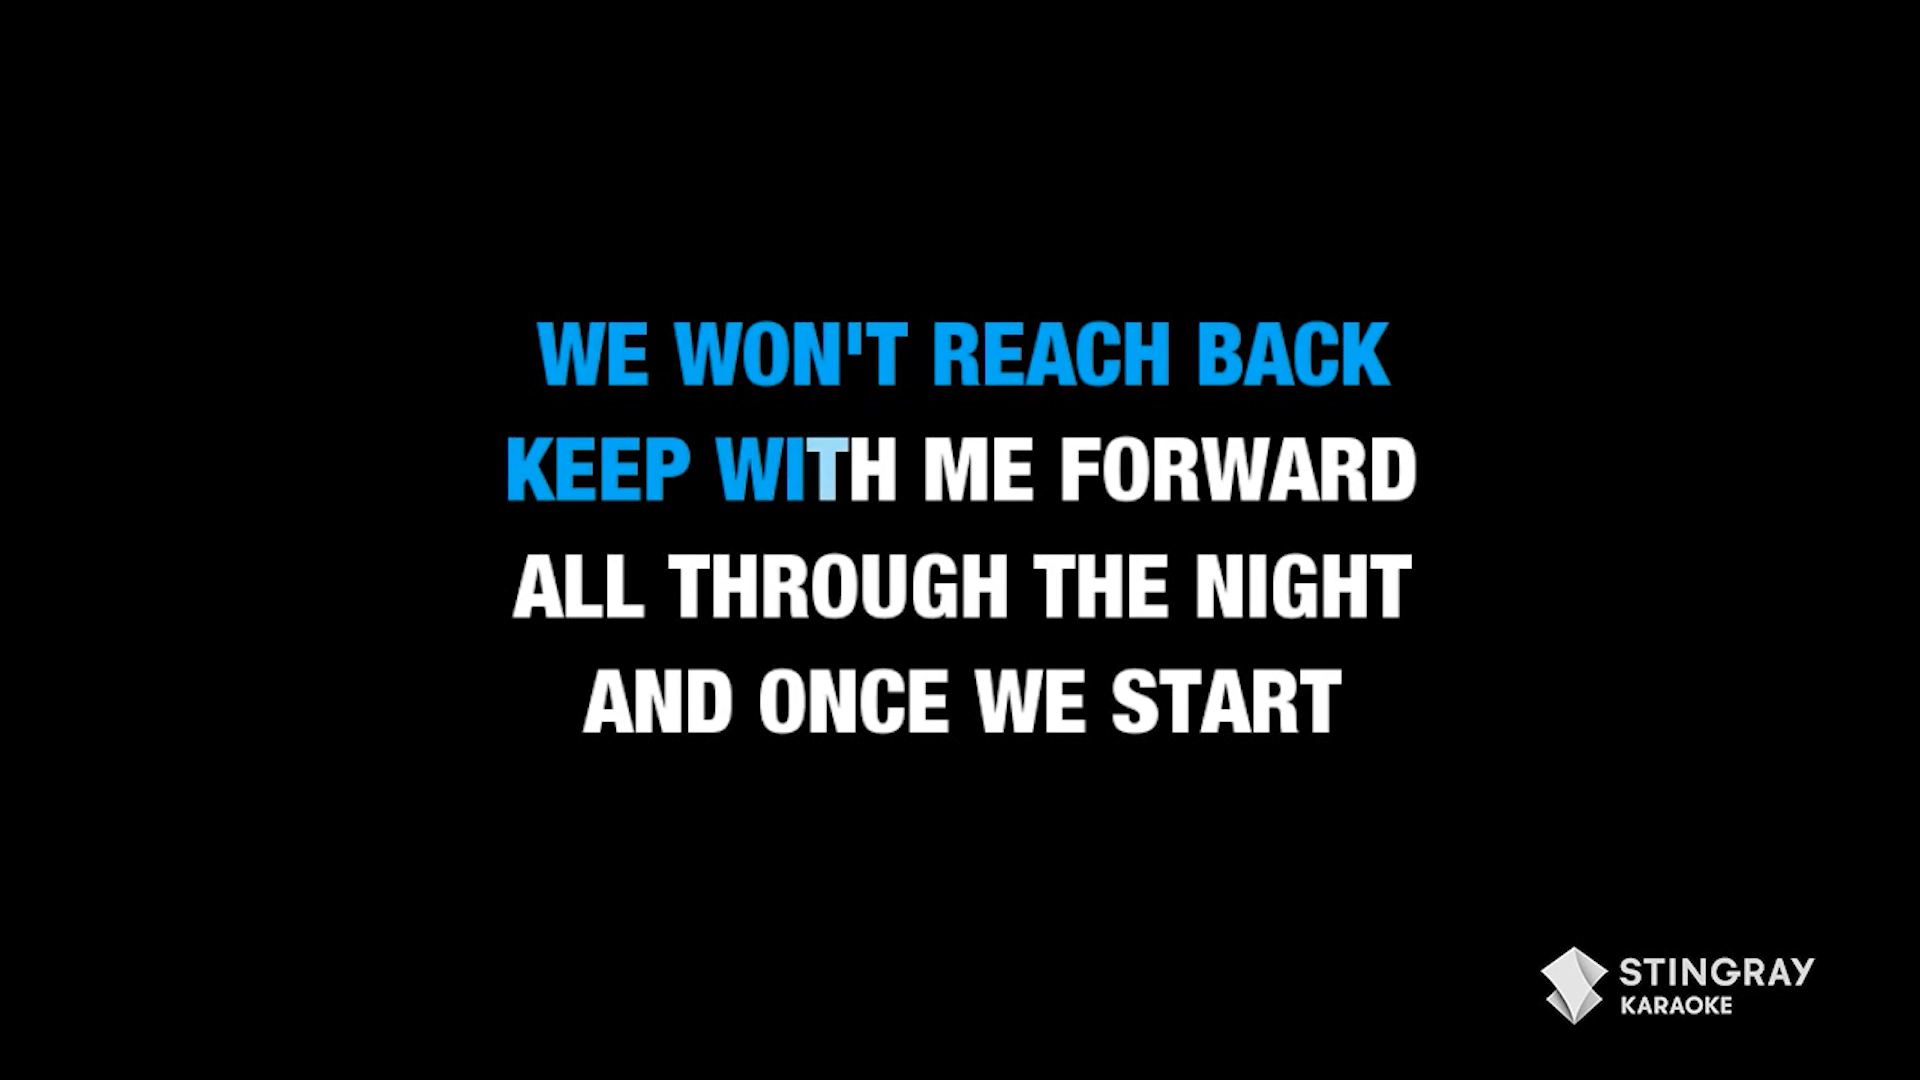 WE WON'T REACH BACK
KEEP WITH ME FORWARD
ALL THROUGH THE NIGHT
AND ONCE WE START
STINGRAY
KARAOKE